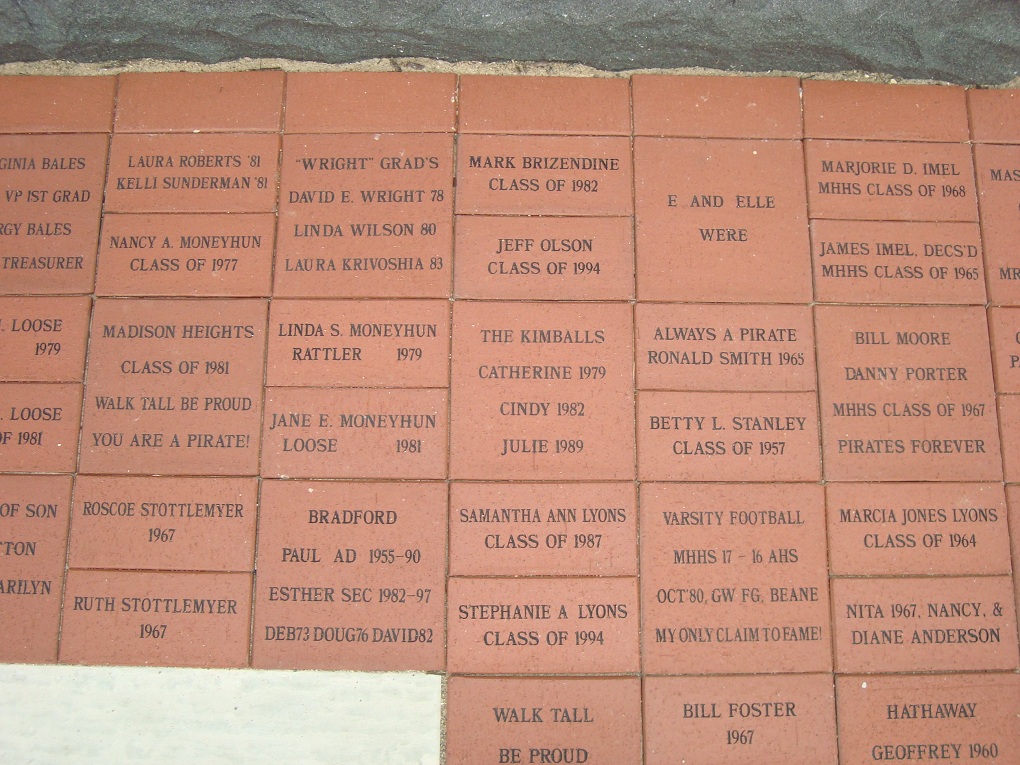 GINIA BALES
VP 1ST GRAD
RGY BALES
TREASURER
LAURA ROBERTS '81
KELLI SUNDERMAN '81
NANCY A. MONEYHUN
CLASS OF 1977
"WRIGHT" GRAD'S
DAVID E. WRIGHT 78
LINDA WILSON 80
LAURA KRIVOSHIA 83
MARK BRIZENDINE
CLASS OF 1982
JEFF OLSON
CLASS OF 1994
E AND ELLE
WERE
MARJORIE D. IMEL
MHHS CLASS OF 1968
JAMES IMEL, DECS'D
MHHS CLASS OF 1965
MAS
MR
. LOOSE
1979
. LOOSE
OF 1981
MADISON HEIGHTS
CLASS OF 1981
WALK TALL BE PROUD
YOU ARE A PIRATE!
LINDA S. MONEYHUN
RATTLER 1979
JANE E. MONEYHUN
LOOSE 1981
THE KIMBALLS
CATHERINE 1979
CINDY 1982
JULIE 1989
ALWAYS A PIRATE
RONALD SMITH 1965
BETTY L. STANLEY
CLASS OF 1957
BILL MOORE
DANNY PORTER
MHHS CLASS OF 1967
PIRATES FOREVER
OF SON
TTON
ARILYN
ROSCOE STOTTLEMYER
1967
RUTH STOTTLEMYER
1967
BRADFORD
PAUL AD 1955-90
ESTHER SEC 1982-97
DEB73 DOUG76 DAVID82
SAMANTHA ANN LYONS
CLASS OF 1987
STEPHANIE A LYONS
CLASS OF 1994
VARSITY FOOTBALL
MHHS 17 - 16 AHS
OCT'80, GW FG, BEANE
MY ONLY CLAIM TO FAME!
MARCIA JONES LYONS
CLASS OF 1964
NITA 1967, NANCY, &
DIANE ANDERSON
WALK TALL
BE PROUD
BILL FOSTER
1967
HATHAWAY
GEOFFREY 1960